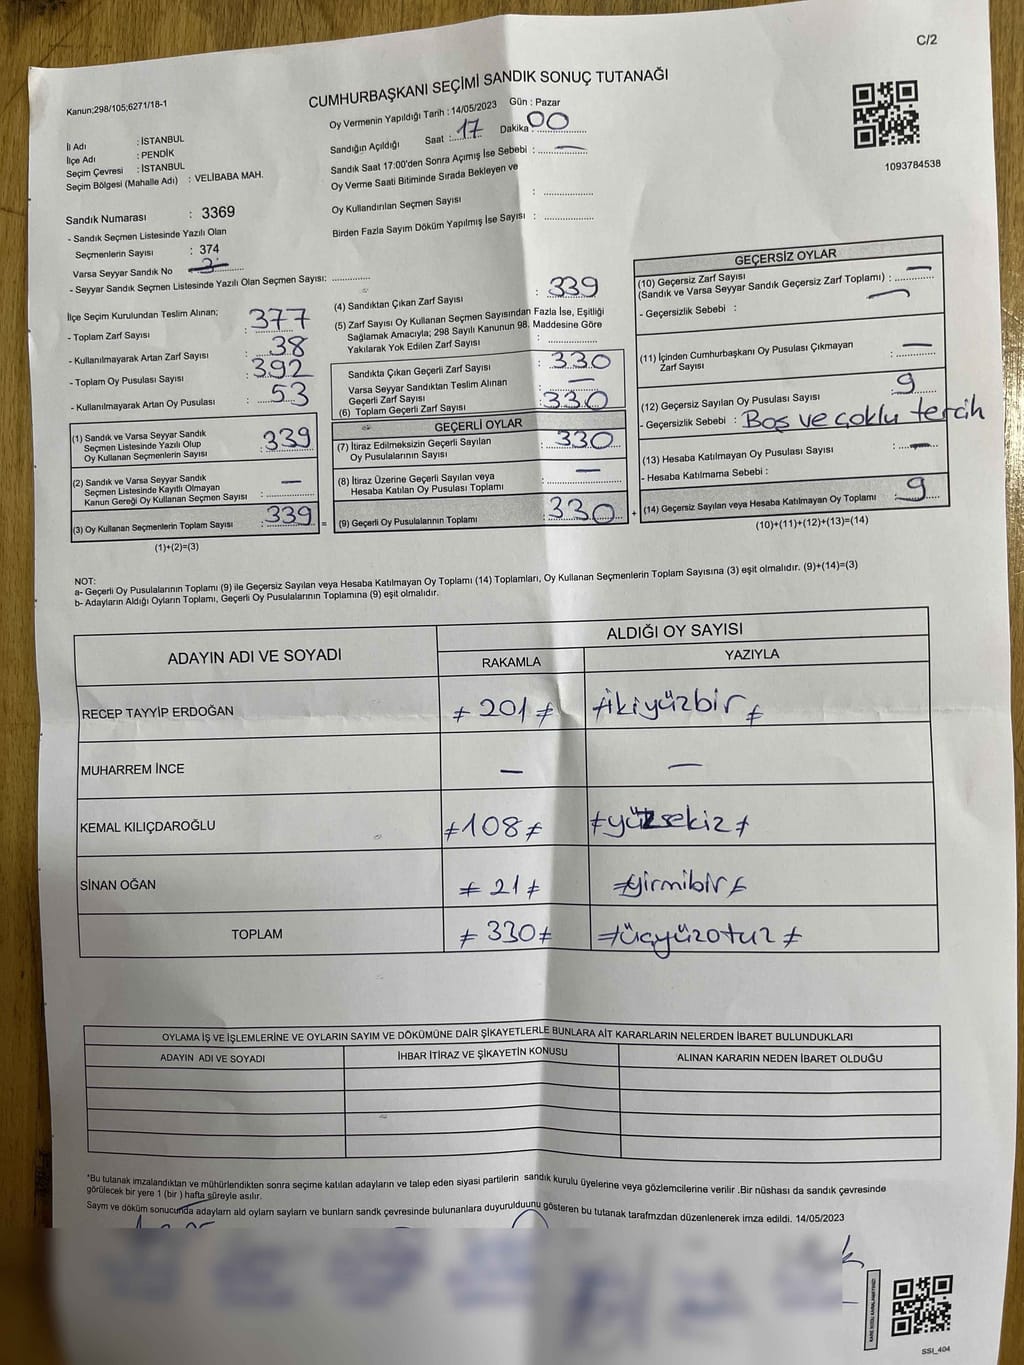 C/2
Kanun;298/105;6271/18-1
CUMHURBAŞKANI SEÇİMİ SANDIK SONUÇ TUTANAĞI
1093784538
İl Adı : İSTANBUL
İlçe Adı : PENDİK
Seçim Çevresi : İSTANBUL
Seçim Bölgesi (Mahalle Adı) : VELİBABA MAH.
Sandık Numarası : 3369
- Sandık Seçmen Listesinde Yazılı Olan
Seçmenlerin Sayısı : 374
Varsa Seyyar Sandık No
- Seyyar Sandık Seçmen Listesinde Yazılı Olan Seçmen Sayısı:
Oy Vermenin Yapıldığı Tarih : 14/05/2023 Gün : Pazar
Sandığın Açıldığı Saat : 17 Dakika : 00
Sandık Saat 17:00'den Sonra Açımış İse Sebebi : —
Oy Verme Saati Bitiminde Sırada Bekleyen ve
Oy Kullandırılan Seçmen Sayısı :
Birden Fazla Sayım Döküm Yapılmış İse Sayısı :
İlçe Seçim Kurulundan Teslim Alınan;
- Toplam Zarf Sayısı : 377
- Kullanılmayarak Artan Zarf Sayısı : 38
- Toplam Oy Pusulası Sayısı : 392
- Kullanılmayarak Artan Oy Pusulası : 53
(1) Sandık ve Varsa Seyyar Sandık
Seçmen Listesinde Yazılı Olup
Oy Kullanan Seçmenlerin Sayısı : 339
(2) Sandık ve Varsa Seyyar Sandık
Seçmen Listesinde Kayıtlı Olmayan
Kanun Gereği Oy Kullanan Seçmen Sayısı : —
(3) Oy Kullanan Seçmenlerin Toplam Sayısı : 339 =
(1)+(2)=(3)
(4) Sandıktan Çıkan Zarf Sayısı : 339
(5) Zarf Sayısı Oy Kullanan Seçmen Sayısından Fazla İse, Eşitliği
Sağlamak Amacıyla; 298 Sayılı Kanunun 98. Maddesine Göre
Yakılarak Yok Edilen Zarf Sayısı :
Sandıkta Çıkan Geçerli Zarf Sayısı : 330
Varsa Seyyar Sandıktan Teslim Alınan
Geçerli Zarf Sayısı : —
(6) Toplam Geçerli Zarf Sayısı : 330
GEÇERLİ OYLAR
(7) İtiraz Edilmeksizin Geçerli Sayılan
Oy Pusulalarının Sayısı : 330
(8) İtiraz Üzerine Geçerli Sayılan veya
Hesaba Katılan Oy Pusulası Toplamı : —
(9) Geçerli Oy Pusulalarının Toplamı : 330 +
GEÇERSİZ OYLAR
(10) Geçersiz Zarf Sayısı
(Sandık ve Varsa Seyyar Sandık Geçersiz Zarf Toplamı) : —
- Geçersizlik Sebebi : —
(11) İçinden Cumhurbaşkanı Oy Pusulası Çıkmayan
Zarf Sayısı : —
(12) Geçersiz Sayılan Oy Pusulası Sayısı : 9
- Geçersizlik Sebebi : Boş ve çoklu tercih
(13) Hesaba Katılmayan Oy Pusulası Sayısı : —
- Hesaba Katılmama Sebebi :
(14) Geçersiz Sayılan veya Hesaba Katılmayan Oy Toplamı : 9
(10)+(11)+(12)+(13)=(14)
NOT:
a- Geçerli Oy Pusulalarının Toplamı (9) ile Geçersiz Sayılan veya Hesaba Katılmayan Oy Toplamı (14) Toplamları, Oy Kullanan Seçmenlerin Toplam Sayısına (3) eşit olmalıdır. (9)+(14)=(3)
b- Adayların Aldığı Oyların Toplamı, Geçerli Oy Pusulalarının Toplamına (9) eşit olmalıdır.
ADAYIN ADI VE SOYADI ALDIĞI OY SAYISI
RAKAMLA YAZIYLA
RECEP TAYYİP ERDOĞAN ≠ 201 ≠ ≠ikiyüzbir ≠
MUHARREM İNCE — —
KEMAL KILIÇDAROĞLU ≠108≠ ≠yüzsekiz≠
SİNAN OĞAN ≠ 21≠ ≠yirmibir≠
TOPLAM ≠ 330≠ ≠üçyüzotuz≠
OYLAMA İŞ VE İŞLEMLERİNE VE OYLARIN SAYIM VE DÖKÜMÜNE DAİR ŞİKAYETLERLE BUNLARA AİT KARARLARIN NELERDEN İBARET BULUNDUKLARI
ADAYIN ADI VE SOYADI İHBAR İTİRAZ VE ŞİKAYETİN KONUSU ALINAN KARARIN NEDEN İBARET OLDUĞU
*Bu tutanak imzalandıktan ve mühürlendikten sonra seçime katılan adayların ve talep eden siyasi partilerin sandık kurulu üyelerine veya gözlemcilerine verilir .Bir nüshası da sandık çevresinde
görülecek bir yere 1 (bir ) hafta süreyle asılır.
Sayım ve döküm sonucunda adayların ald oyların sayların ve bunların sandk çevresinde bulunanlara duyurulduunu gösteren bu tutanak tarafmzdan düzenlenerek imza edildi. 14/05/2023
SSI_404